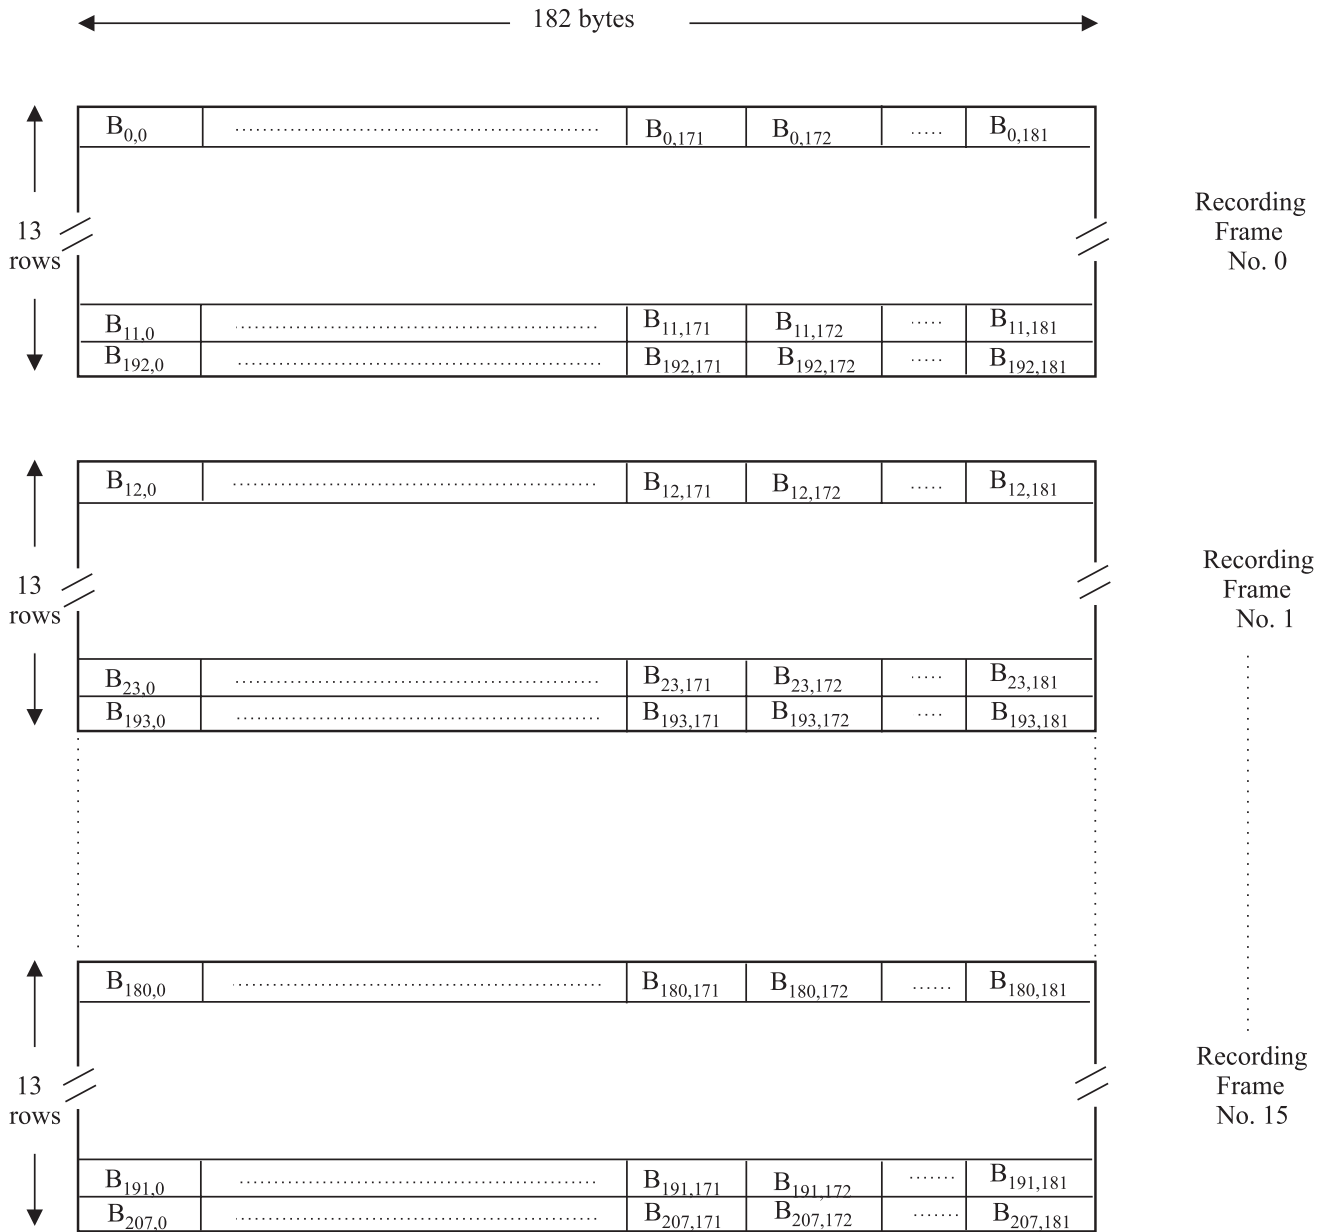 182 bytes
B0,0 ........ B0,171 B0,172 ..... B0,181
13
rows
Recording
Frame
No. 0
B11,0 ........ B11,171 B11,172 ..... B11,181
B192,0 ........ B192,171 B192,172 ..... B192,181
B12,0 ........ B12,171 B12,172 ..... B12,181
13
rows
Recording
Frame
No. 1
B23,0 ........ B23,171 B23,172 ..... B23,181
B193,0 ........ B193,171 B193,172 .... B193,181
B180,0 ........ B180,171 B180,172 ...... B180,181
13
rows
Recording
Frame
No. 15
B191,0 ........ B191,171 B191,172 ....... B191,181
B207,0 ........ B207,171 B207,172 ....... B207,181